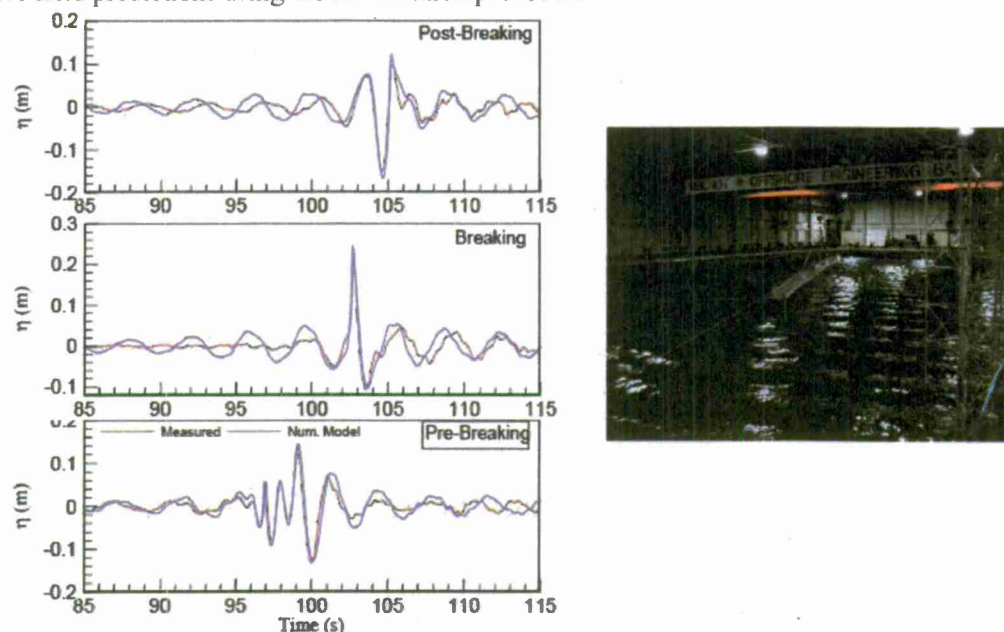 Post-Breaking
0.2
0.1
0
-0.1
-0.2
η (m)
85 90 95 100 105 110 115
Breaking
0.3
0.2
0.1
0
-0.1
η (m)
85 90 95 100 105 110 115
Measured Num. Model Pre-Breaking
0.2
0.1
0
-0.1
-0.2
η (m)
85 90 95 100 105 110 115
Time (s)
OFFSHORE ENGINEERING